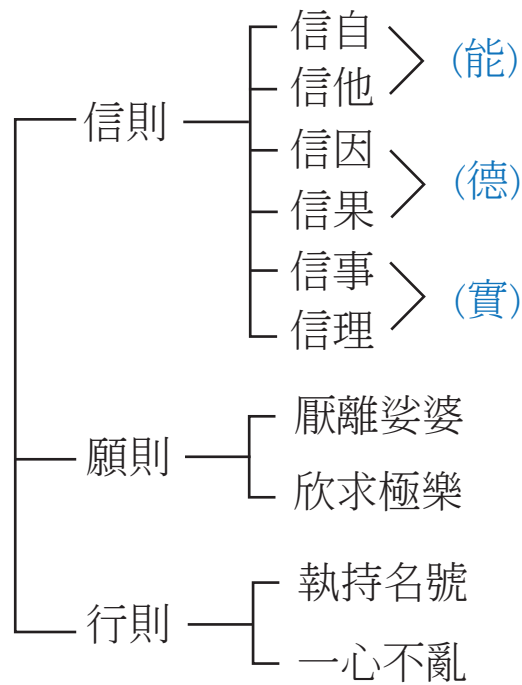 信自
(能)
信他
信則
信因
(德)
信果
信事
(實)
信理
厭離娑婆
願則
欣求極樂
執持名號
行則
一心不亂